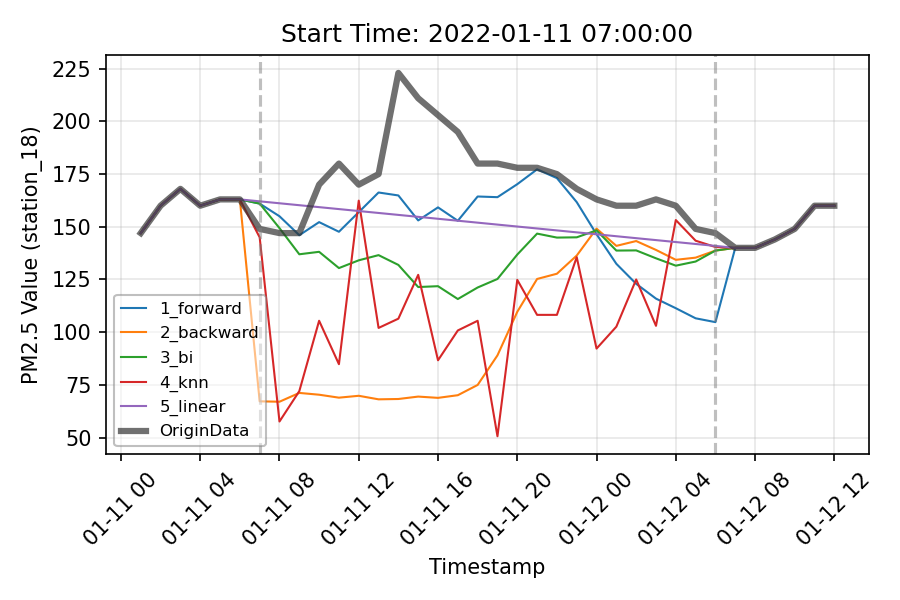 Start Time: 2022-01-11 07:00:00
PM2.5 Value (station_18)
225
200
175
150
125
100
75
50
1_forward
2_backward
3_bi
4_knn
5_linear
OriginData
01-11 00
01-11 04
01-11 08
01-11 12
01-11 16
01-11 20
01-12 00
01-12 04
01-12 08
01-12 12
Timestamp